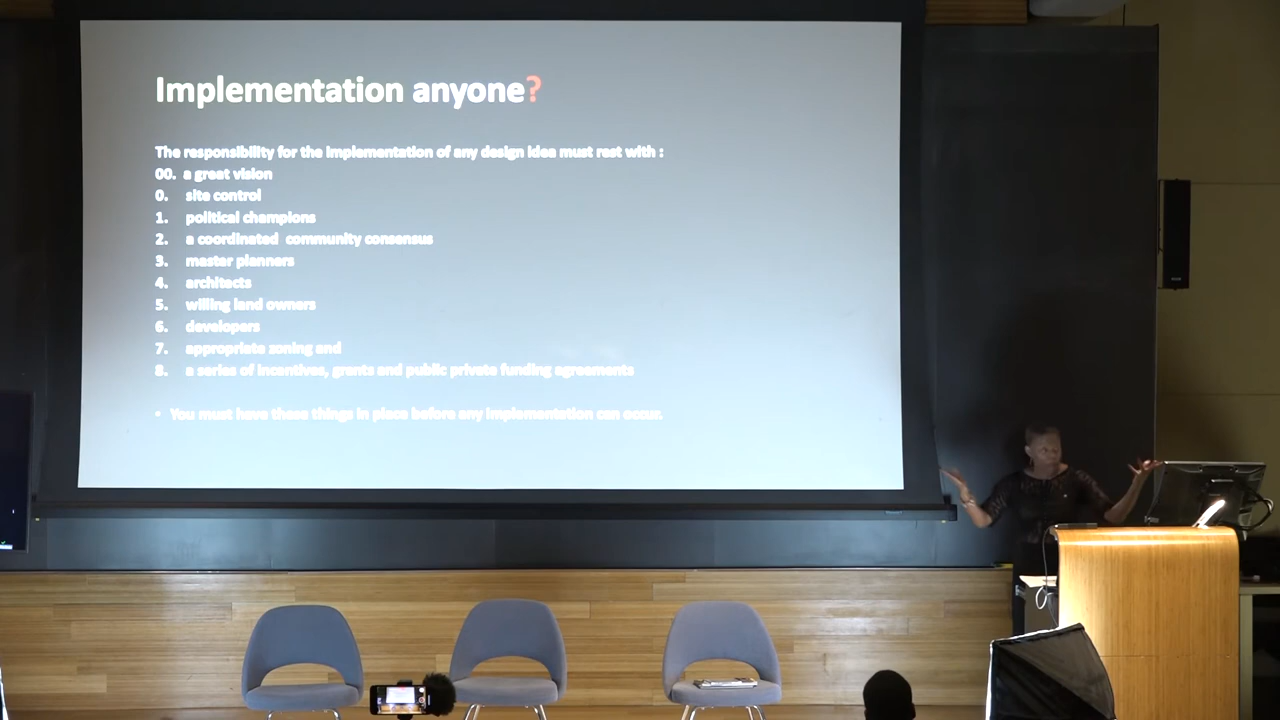 Implementation anyone?
The responsibility for the implementation of any design idea must rest with :
00. a great vision
0. site control
1. political champions
2. a coordinated community consensus
3. master planners
4. architects
5. willing land owners
6. developers
7. appropriate zoning and
8. a series of incentives, grants and public private funding agreements
• You must have these things in place before any implementation can occur.